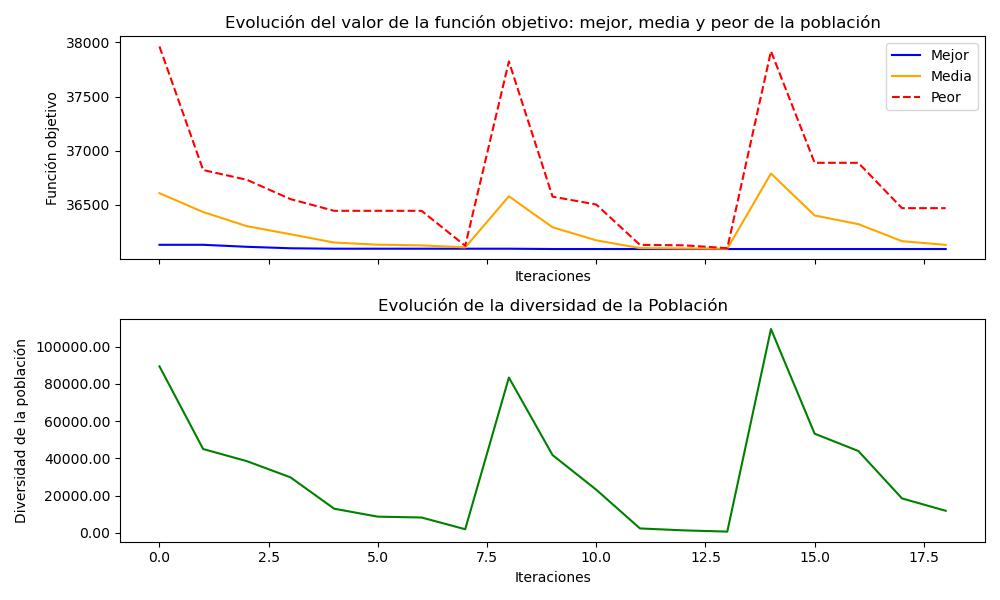 Evolución del valor de la función objetivo: mejor, media y peor de la población
38000
37500
37000
36500
Función objetivo
Mejor
Media
Peor
Iteraciones
Evolución de la diversidad de la Población
100000.00
80000.00
60000.00
40000.00
20000.00
0.00
Diversidad de la población
0.0 2.5 5.0 7.5 10.0 12.5 15.0 17.5
Iteraciones